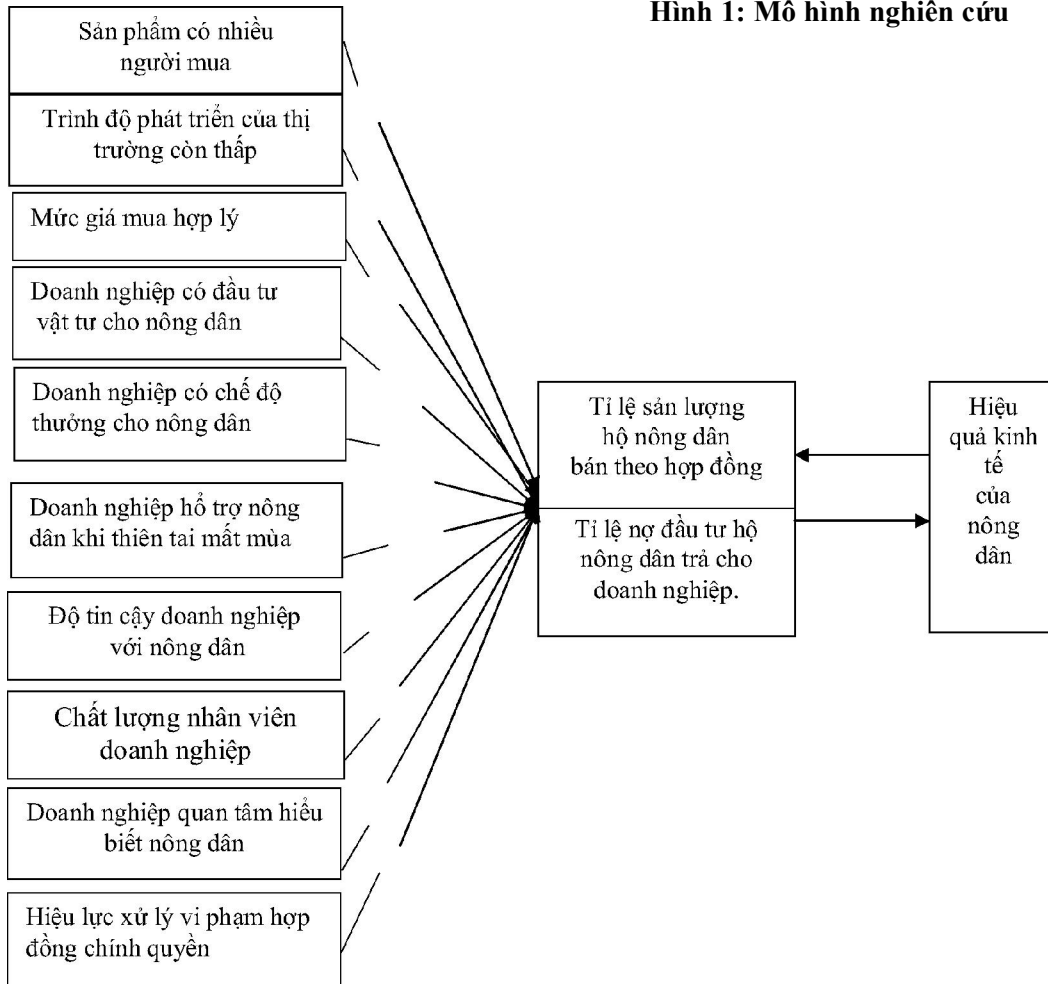 Hình 1: Mô hình nghiên cứu
Sản phẩm có nhiều
người mua
Trình độ phát triển của thị
trường còn thấp
Mức giá mua hợp lý
Doanh nghiệp có đầu tư
vật tư cho nông dân
Doanh nghiệp có chế độ
thưởng cho nông dân
Doanh nghiệp hổ trợ nông
dân khi thiên tai mất mùa
Độ tin cậy doanh nghiệp
với nông dân
Chất lượng nhân viên
doanh nghiệp
Doanh nghiệp quan tâm hiểu
biết nông dân
Hiệu lực xử lý vi phạm hợp
đồng chính quyền
Tỉ lệ sản lượng
hộ nông dân
bán theo hợp đồng
Tỉ lệ nợ đầu tư hộ
nông dân trả cho
doanh nghiệp.
Hiệu
quả kinh
tế
của
nông
dân